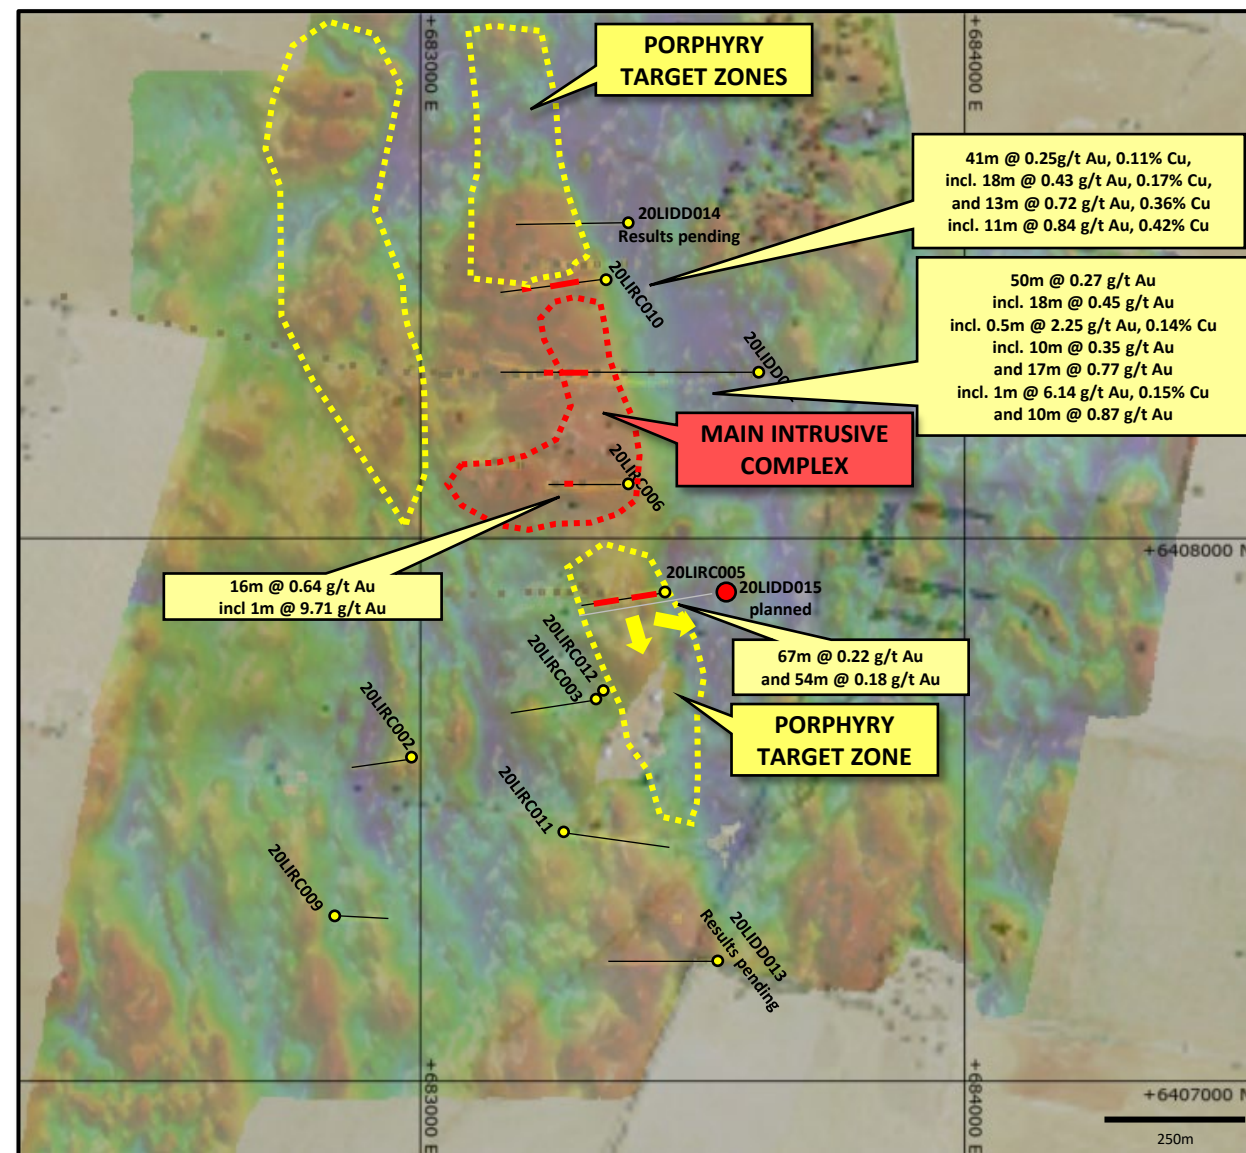 +683000 E
+684000 E
PORPHYRY
TARGET ZONES
41m @ 0.25g/t Au, 0.11% Cu,
incl. 18m @ 0.43 g/t Au, 0.17% Cu,
and 13m @ 0.72 g/t Au, 0.36% Cu
incl. 11m @ 0.84 g/t Au, 0.42% Cu
20LIDD014
Results pending
20LIRC010
50m @ 0.27 g/t Au
incl. 18m @ 0.45 g/t Au
incl. 0.5m @ 2.25 g/t Au, 0.14% Cu
incl. 10m @ 0.35 g/t Au
and 17m @ 0.77 g/t Au
incl. 1m @ 6.14 g/t Au, 0.15% Cu
and 10m @ 0.87 g/t Au
MAIN INTRUSIVE
COMPLEX
20LIRC006
+6408000 N
16m @ 0.64 g/t Au
incl 1m @ 9.71 g/t Au
20LIRC005
20LIDD015
planned
67m @ 0.22 g/t Au
and 54m @ 0.18 g/t Au
20LIRC012
20LIRC003
20LIRC002
PORPHYRY
TARGET ZONE
20LIRC011
20LIRC009
20LIDD013
Results pending
+683000 E
+684000 E
+6407000 N
250m